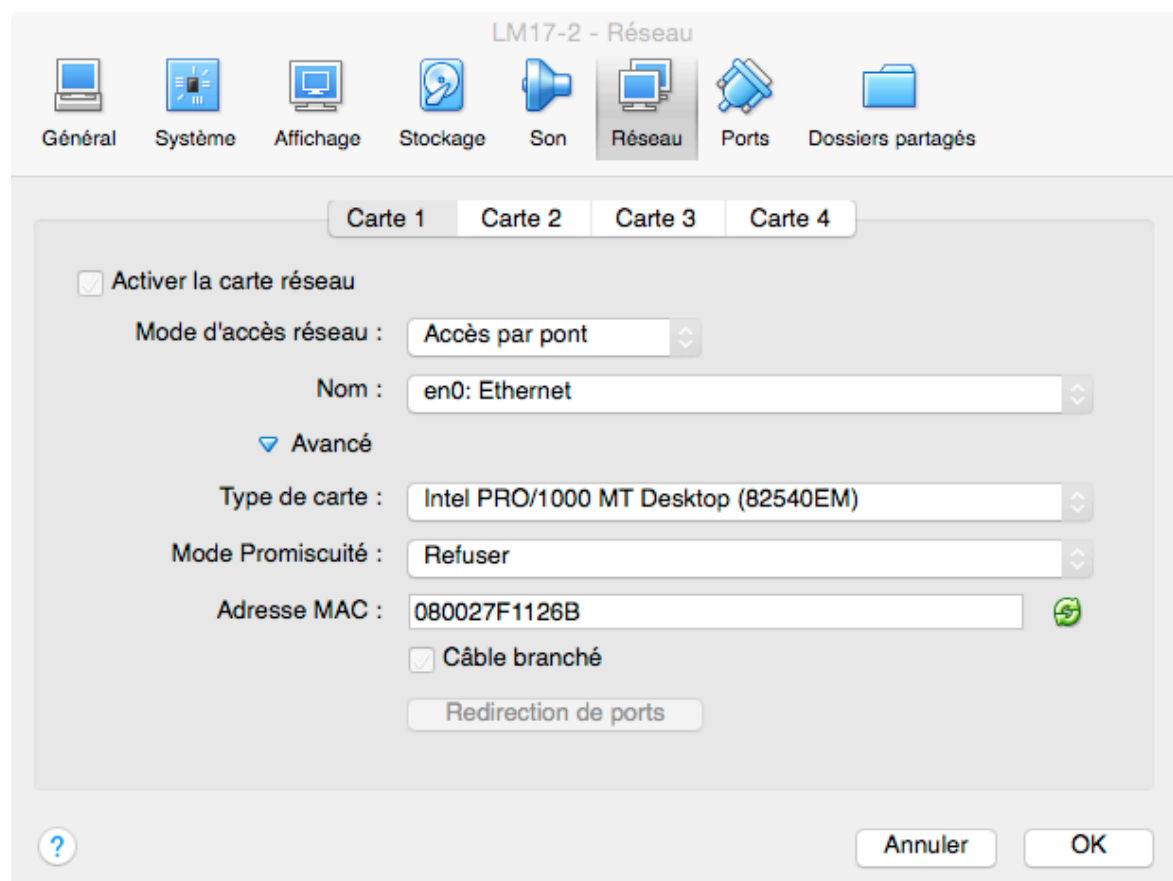 LM17-2 - Réseau
Général Système Affichage Stockage Son Réseau Ports Dossiers partagés
Carte 1 Carte 2 Carte 3 Carte 4
Activer la carte réseau
Mode d'accès réseau : Accès par pont
Nom : en0: Ethernet
Avancé
Type de carte : Intel PRO/1000 MT Desktop (82540EM)
Mode Promiscuité : Refuser
Adresse MAC : 080027F1126B
Câble branché
Redirection de ports
? Annuler OK